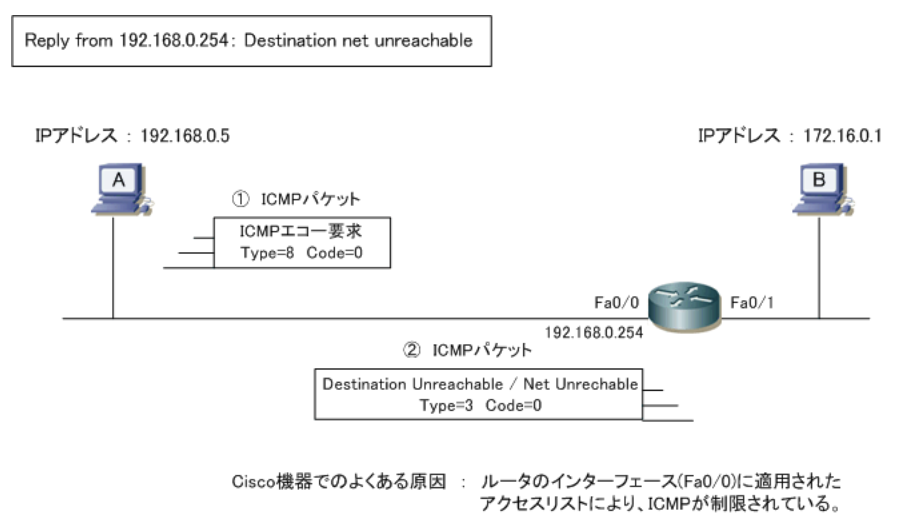 Reply from 192.168.0.254: Destination net unreachable
IPアドレス : 192.168.0.5
IPアドレス : 172.16.0.1
A
B
① ICMPパケット
ICMPエコー要求
Type=8 Code=0
Fa0/0
Fa0/1
192.168.0.254
② ICMPパケット
Destination Unreachable / Net Unrechable
Type=3 Code=0
Cisco機器でのよくある原因 : ルータのインターフェース(Fa0/0)に適用された
アクセスリストにより、ICMPが制限されている。